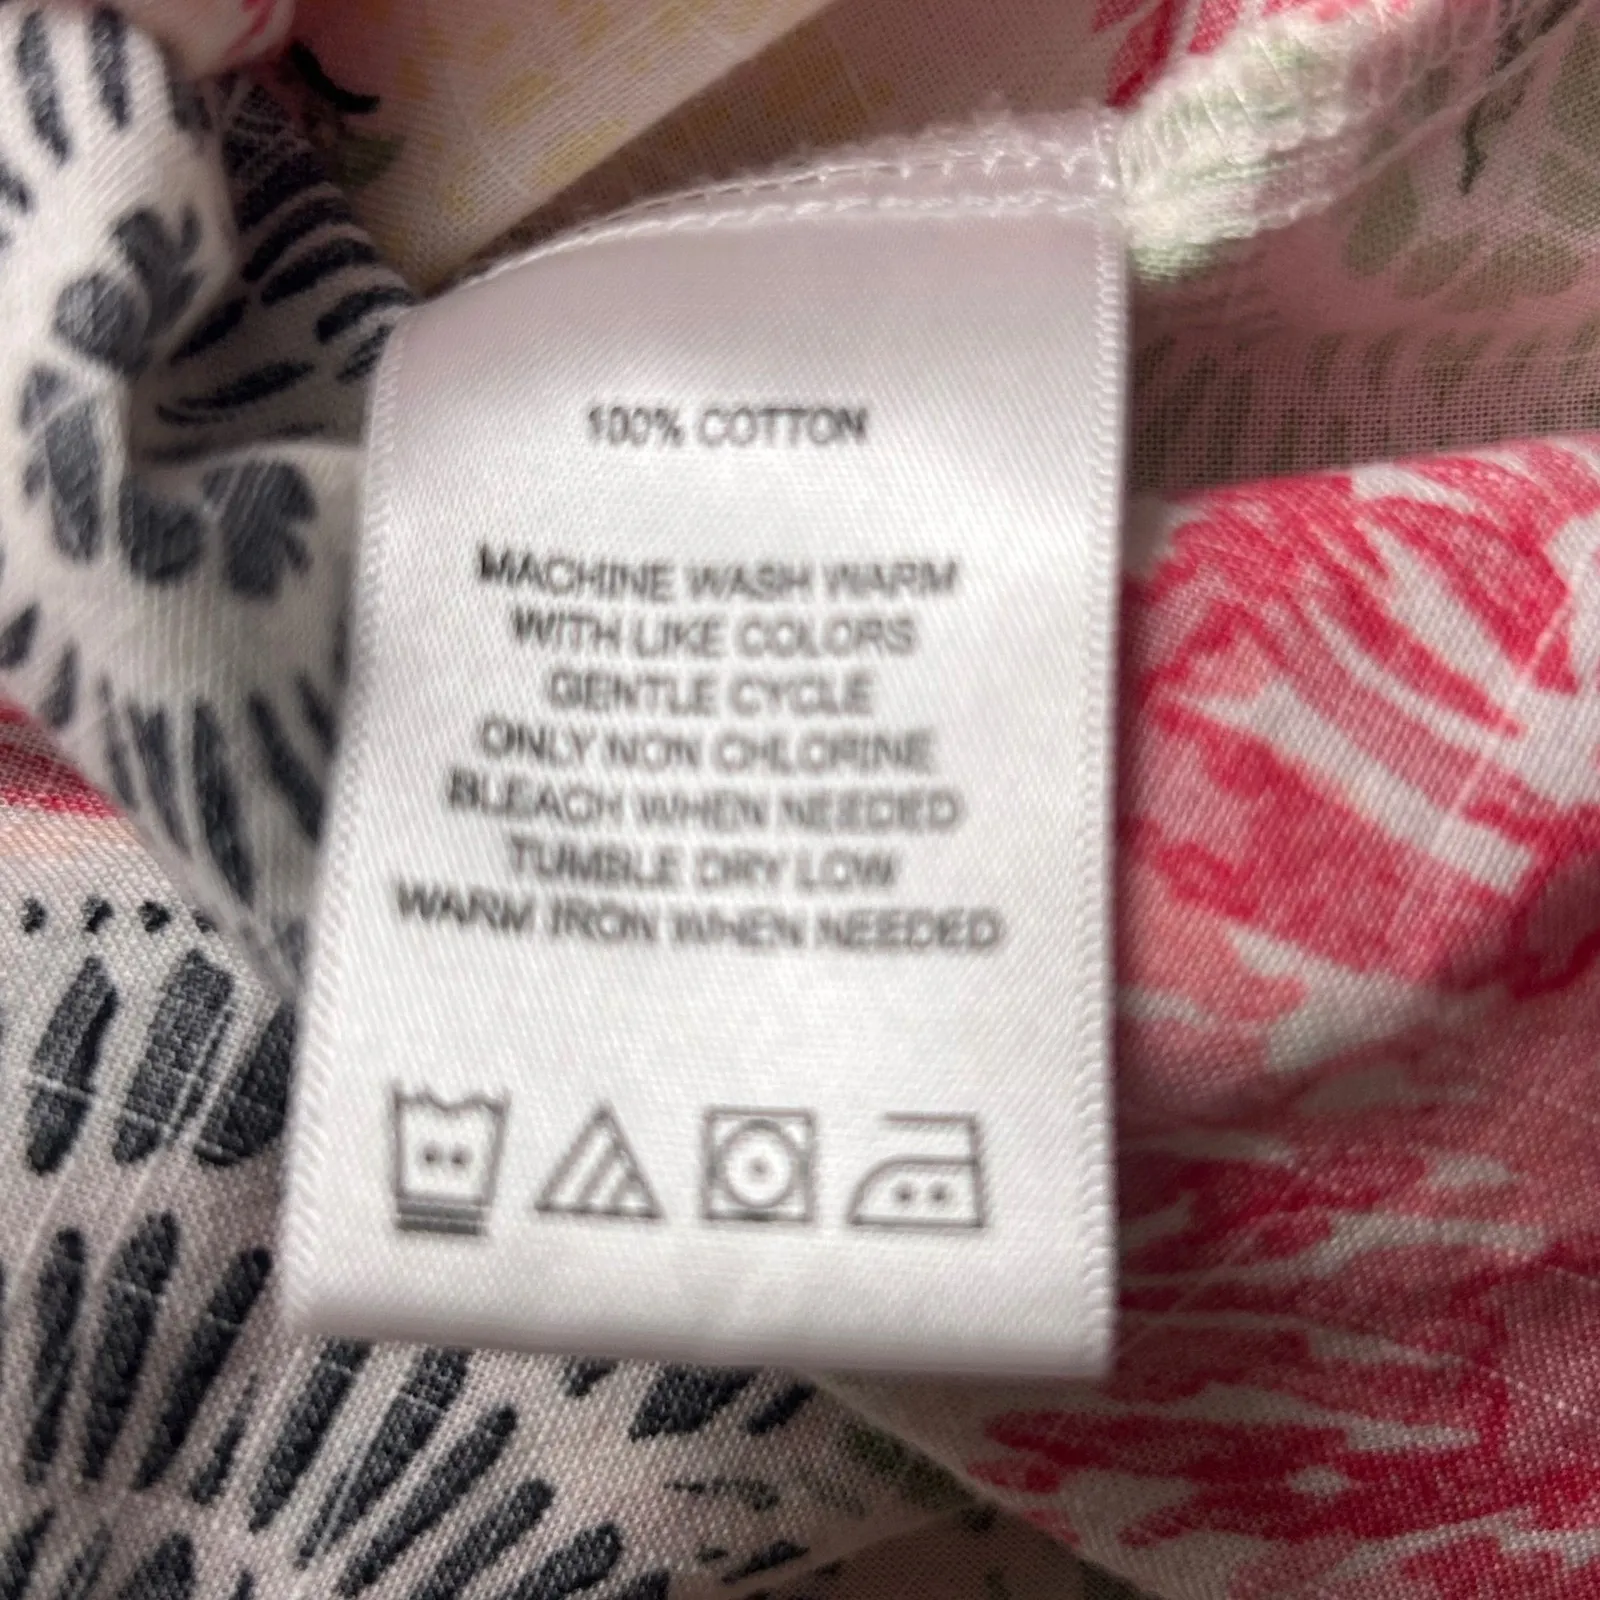 100% COTTON
MACHINE WASH WARM
WITH LIKE COLORS
GENTLE CYCLE
ONLY NON CHLORINE
BLEACH WHEN NEEDED
TUMBLE DRY LOW
WARM IRON WHEN NEEDED